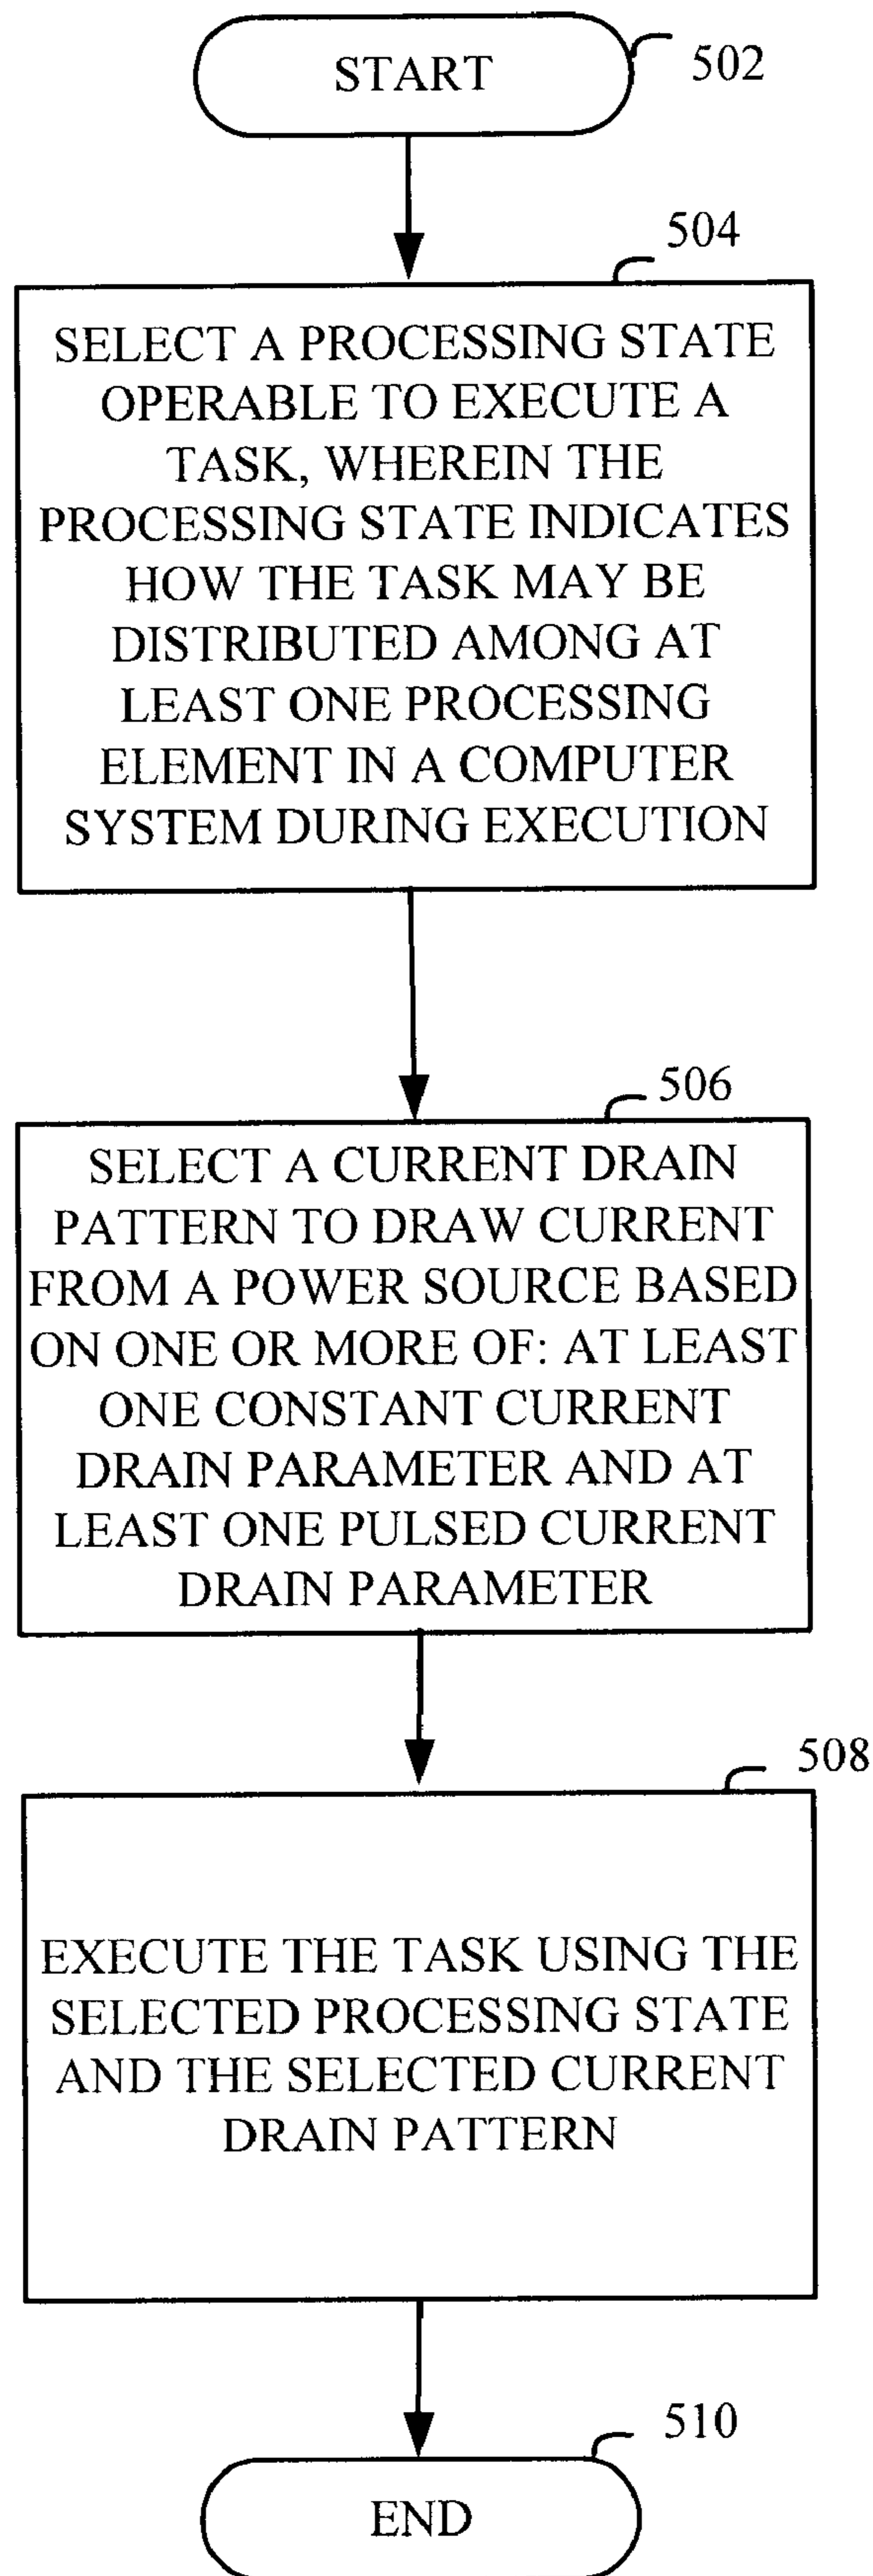 START
502
504
SELECT A PROCESSING STATE
OPERABLE TO EXECUTE A
TASK, WHEREIN THE
PROCESSING STATE INDICATES
HOW THE TASK MAY BE
DISTRIBUTED AMONG AT
LEAST ONE PROCESSING
ELEMENT IN A COMPUTER
SYSTEM DURING EXECUTION
506
SELECT A CURRENT DRAIN
PATTERN TO DRAW CURRENT
FROM A POWER SOURCE BASED
ON ONE OR MORE OF: AT LEAST
ONE CONSTANT CURRENT
DRAIN PARAMETER AND AT
LEAST ONE PULSED CURRENT
DRAIN PARAMETER
508
EXECUTE THE TASK USING THE
SELECTED PROCESSING STATE
AND THE SELECTED CURRENT
DRAIN PATTERN
510
END